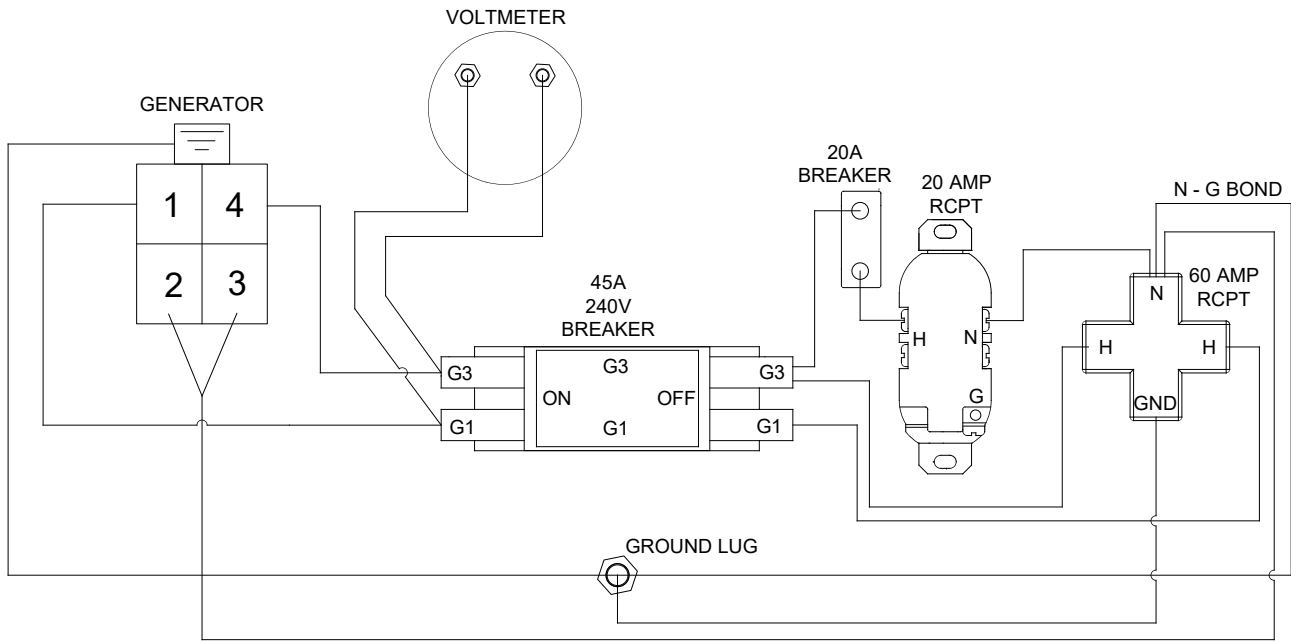 VOLTMETER
GENERATOR
1 4
2 3
20A
BREAKER
20 AMP
RCPT
N - G BOND
60 AMP
RCPT
45A
240V
BREAKER
G3
G3
G3
ON
OFF
G1
G1
G1
H
N
G
N
H
H
GND
GROUND LUG